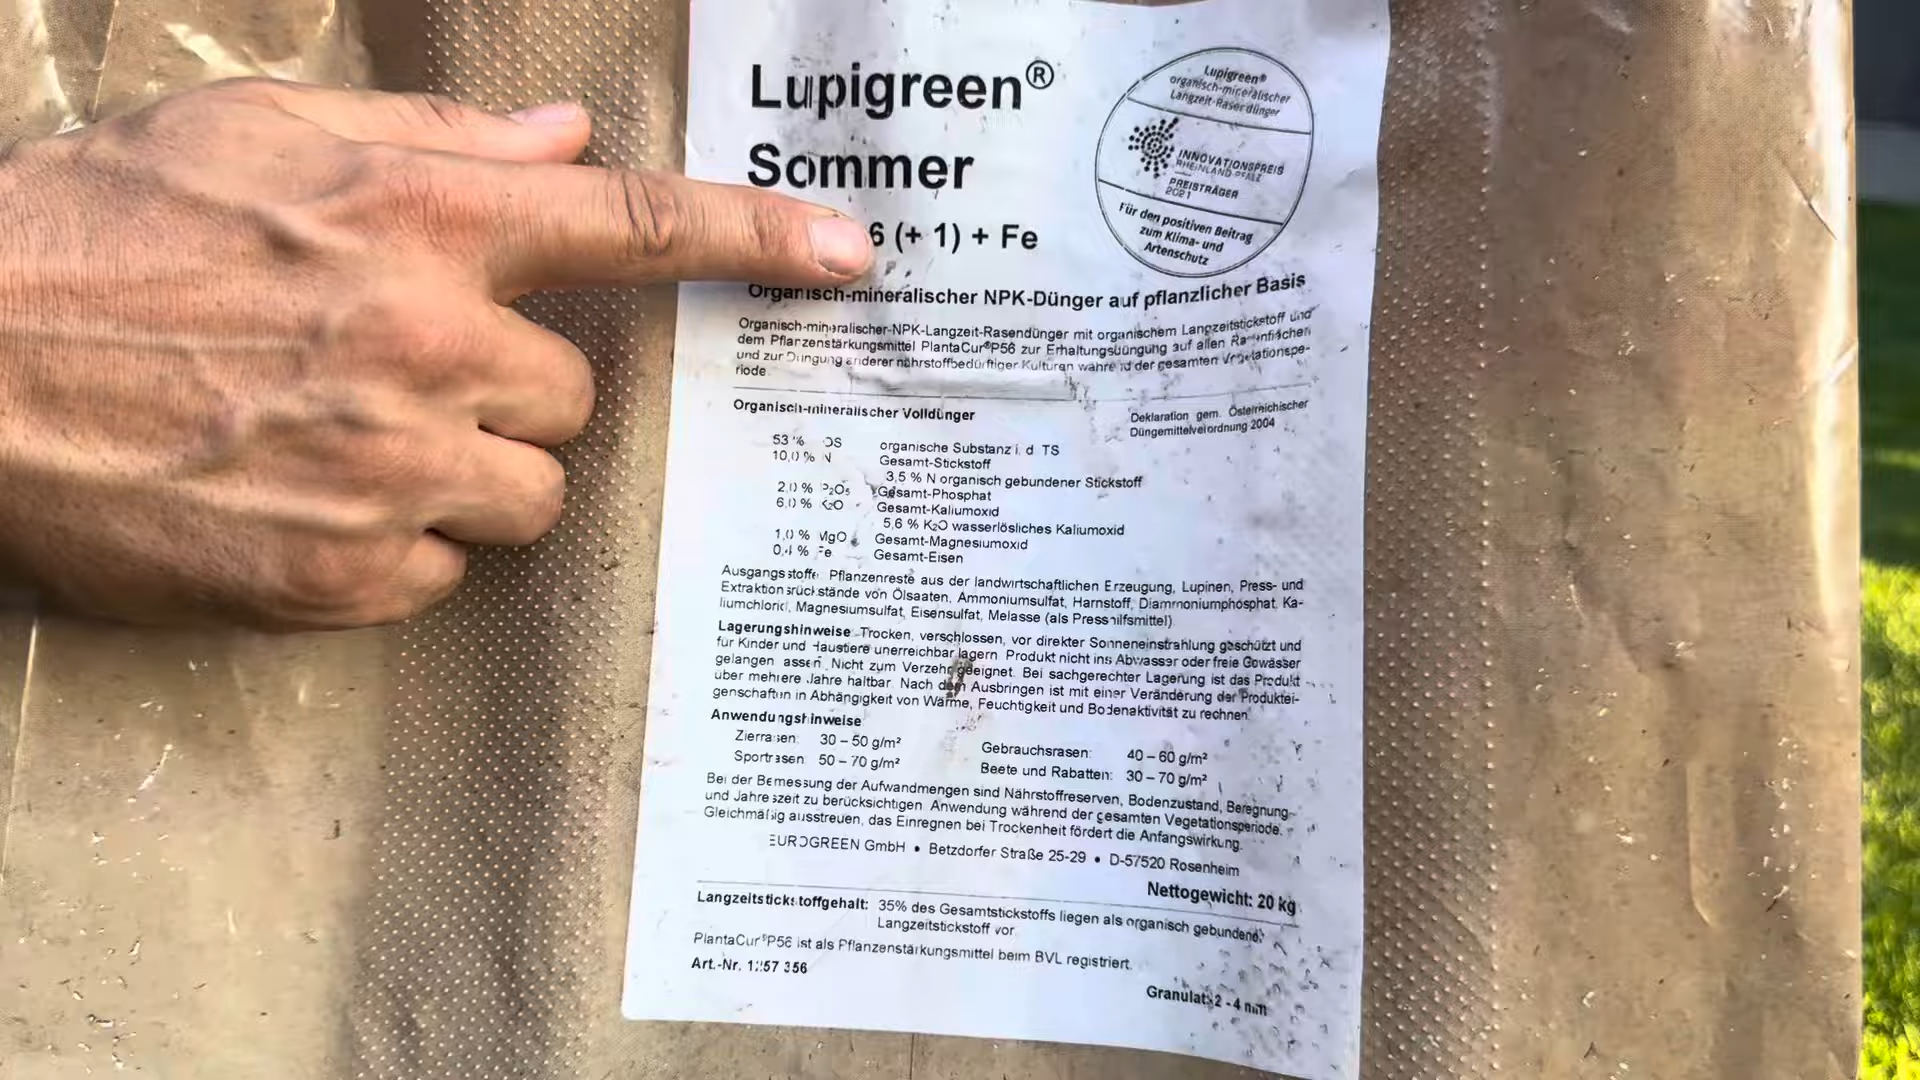 Lupigreen®
Sommer
6 (+ 1) + Fe
Lupigreen®
organisch-mineralischer
Langzeit-Rasendünger
INNOVATIONSPREIS
RHEINLAND-PFALZ
PREISTRÄGER
2021
Für den positiven Beitrag
zum Klima- und
Artenschutz
Organisch-mineralischer NPK-Dünger auf pflanzlicher Basis
Organisch-mineralischer-NPK-Langzeit-Rasendünger mit organischem Langzeitstickstoff und
dem Pflanzenstärkungsmittel PlantaCur®P56 zur Erhaltungsdüngung auf allen Rasenflächen
und zur Düngung anderer nährstoffbedürftiger Kulturen während der gesamten Vegetationspe-
riode.
Organisch-mineralischer Volldünger
Deklaration gem. Österreichischer
Düngemittelverordnung 2004
53 % OS organische Substanz i. d. TS
10,0 % N Gesamt-Stickstoff
3,5 % N organisch gebundener Stickstoff
2,0 % P₂O₅ Gesamt-Phosphat
6,0 % K₂O Gesamt-Kaliumoxid
5,6 % K₂O wasserlösliches Kaliumoxid
1,0 % MgO Gesamt-Magnesiumoxid
0,4 % Fe Gesamt-Eisen
Ausgangsstoffe: Pflanzenreste aus der landwirtschaftlichen Erzeugung, Lupinen, Press- und
Extraktionsrückstände von Ölsaaten, Ammoniumsulfat, Harnstoff, Diammoniumphosphat, Ka-
liumchlorid, Magnesiumsulfat, Eisensulfat, Melasse (als Presshilfsmittel).
Lagerungshinweise: Trocken, verschlossen, vor direkter Sonneneinstrahlung geschützt und
für Kinder und Haustiere unerreichbar lagern. Produkt nicht ins Abwasser oder freie Gewässer
gelangen lassen. Nicht zum Verzehr geeignet. Bei sachgerechter Lagerung ist das Produkt
über mehrere Jahre haltbar. Nach dem Ausbringen ist mit einer Veränderung der Produktei-
genschaften in Abhängigkeit von Wärme, Feuchtigkeit und Bodenaktivität zu rechnen.
Anwendungshinweise
Zierrasen: 30 – 50 g/m² Gebrauchsrasen: 40 – 60 g/m²
Sportrasen: 50 – 70 g/m² Beete und Rabatten: 30 – 70 g/m²
Bei der Bemessung der Aufwandmengen sind Nährstoffreserven, Bodenzustand, Beregnung
und Jahreszeit zu berücksichtigen. Anwendung während der gesamten Vegetationsperiode.
Gleichmäßig ausstreuen, das Einregnen bei Trockenheit fördert die Anfangswirkung.
EUROGREEN GmbH • Betzdorfer Straße 25-29 • D-57520 Rosenheim
Nettogewicht: 20 kg
Langzeitstickstoffgehalt: 35% des Gesamtstickstoffs liegen als organisch gebundener
Langzeitstickstoff vor.
PlantaCur®P56 ist als Pflanzenstärkungsmittel beim BVL registriert.
Art.-Nr. 356
Granulat: 2 - 4 mm